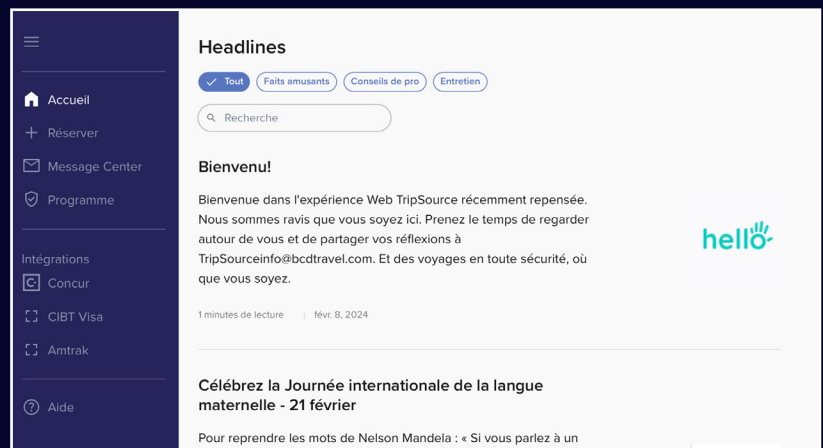 Headlines
Tout
Faits amusants
Conseils de pro
Entretien
Recherche
Accueil
Réserver
Message Center
Programme
Intégrations
Concur
CIBT Visa
Amtrak
Aide
Bienvenu!
Bienvenue dans l'expérience Web TripSource récemment repensée.
Nous sommes ravis que vous soyez ici. Prenez le temps de regarder
autour de vous et de partager vos réflexions à
TripSourceinfo@bcdtravel.com. Et des voyages en toute sécurité, où
que vous soyez.
hello
1 minutes de lecture | févr. 8, 2024
Célébrez la Journée internationale de la langue
maternelle - 21 février
Pour reprendre les mots de Nelson Mandela : « Si vous parlez à un